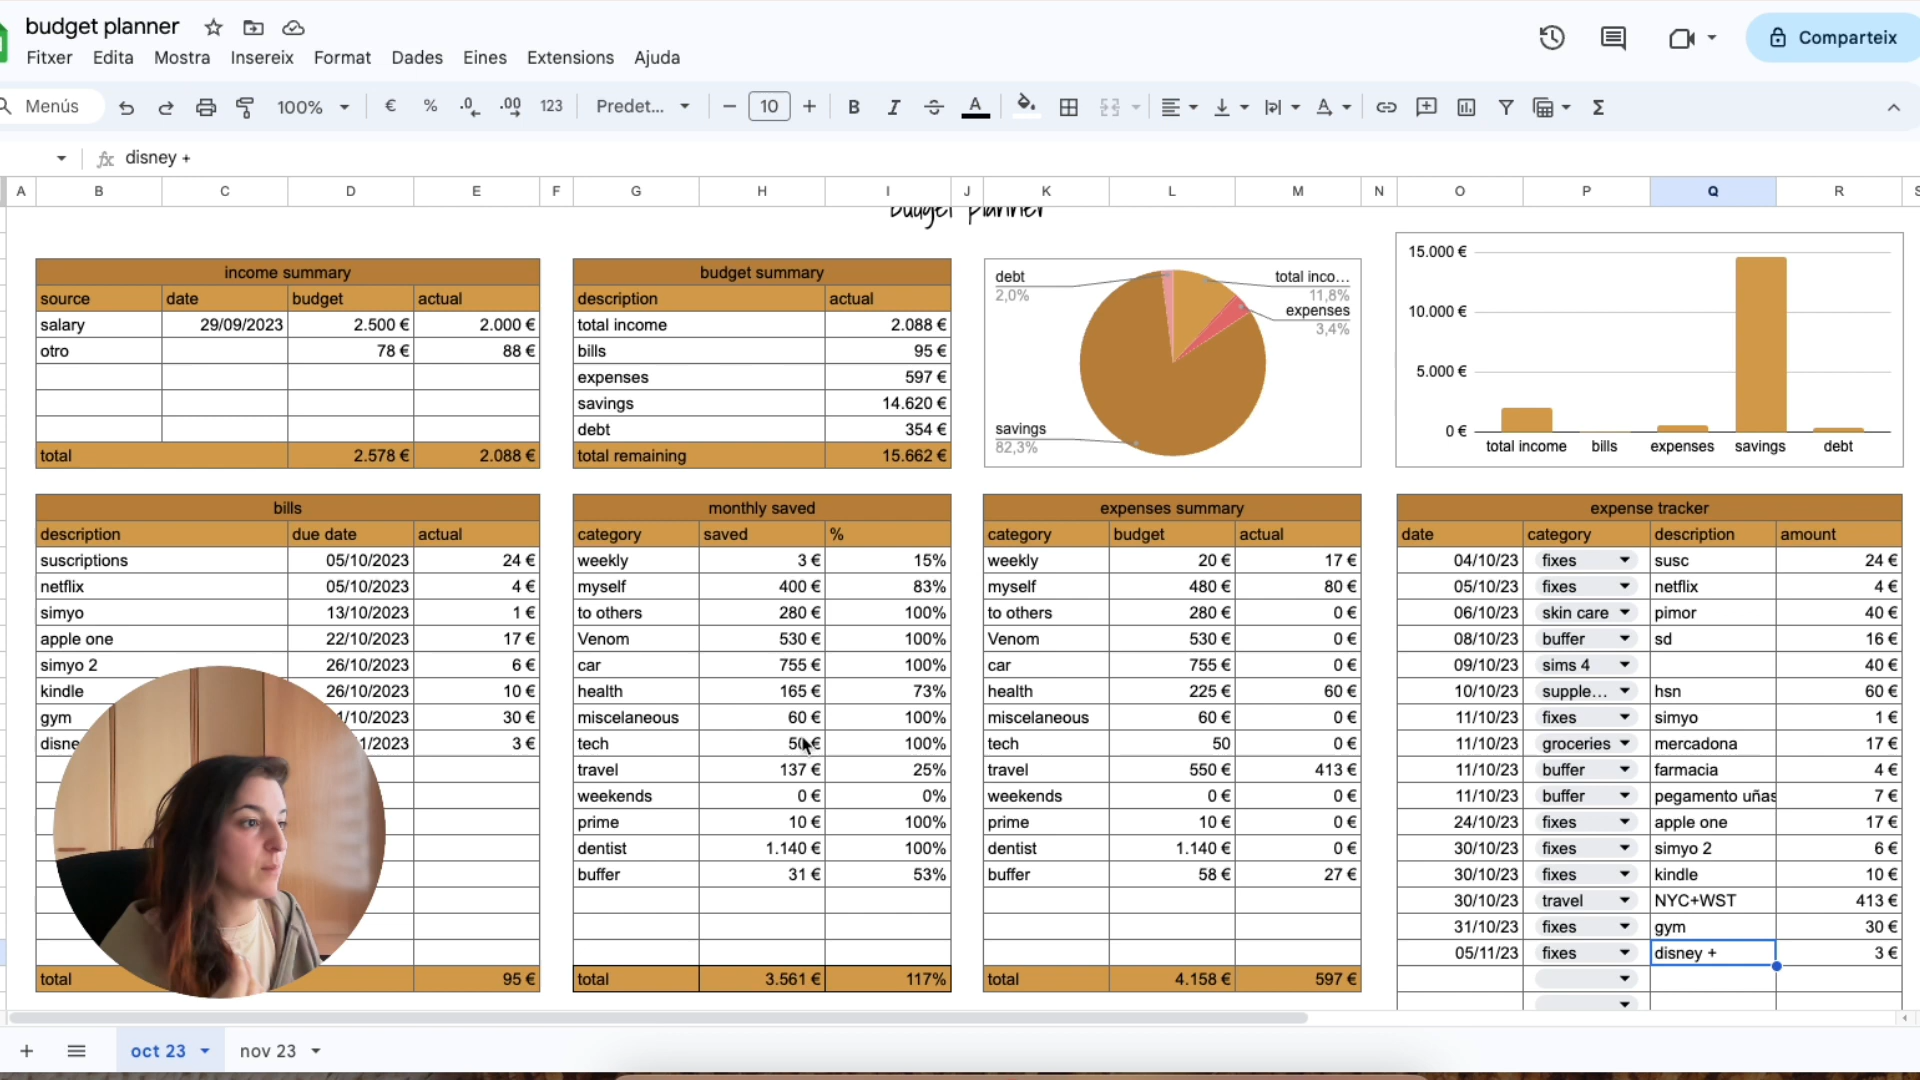 budget planner
Fitxer Edita Mostra Insereix Format Dades Eines Extensions Ajuda
Comparteix
Menús 100% € % .0 .00 123 Predet... 10
disney +
A B C D E F G H I J K L M N O P Q R S
budget planner
income summary
source date budget actual
salary 29/09/2023 2.500 € 2.000 €
otro 78 € 88 €
total 2.578 € 2.088 €
budget summary
description actual
total income 2.088 €
bills 95 €
expenses 597 €
savings 14.620 €
debt 354 €
total remaining 15.662 €
debt
2,0%
total inco...
11,8%
expenses
3,4%
savings
82,3%
15.000 €
10.000 €
5.000 €
0 €
total income bills expenses savings debt
bills
description due date actual
suscriptions 05/10/2023 24 €
netflix 05/10/2023 4 €
simyo 13/10/2023 1 €
apple one 22/10/2023 17 €
simyo 2 26/10/2023 6 €
kindle 26/10/2023 10 €
gym 1/10/2023 30 €
disne 1/2023 3 €
total 95 €
monthly saved
category saved %
weekly 3 € 15%
myself 400 € 83%
to others 280 € 100%
Venom 530 € 100%
car 755 € 100%
health 165 € 73%
miscelaneous 60 € 100%
tech 50 € 100%
travel 137 € 25%
weekends 0 € 0%
prime 10 € 100%
dentist 1.140 € 100%
buffer 31 € 53%
total 3.561 € 117%
expenses summary
category budget actual
weekly 20 € 17 €
myself 480 € 80 €
to others 280 € 0 €
Venom 530 € 0 €
car 755 € 0 €
health 225 € 60 €
miscelaneous 60 € 0 €
tech 50 0 €
travel 550 € 413 €
weekends 0 € 0 €
prime 10 € 0 €
dentist 1.140 € 0 €
buffer 58 € 27 €
total 4.158 € 597 €
expense tracker
date category description amount
04/10/23 fixes susc 24 €
05/10/23 fixes netflix 4 €
06/10/23 skin care pimor 40 €
08/10/23 buffer sd 16 €
09/10/23 sims 4 40 €
10/10/23 supple... hsn 60 €
11/10/23 fixes simyo 1 €
11/10/23 groceries mercadona 17 €
11/10/23 buffer farmacia 4 €
11/10/23 buffer pegamento uñas 7 €
24/10/23 fixes apple one 17 €
30/10/23 fixes simyo 2 6 €
30/10/23 fixes kindle 10 €
30/10/23 travel NYC+WST 413 €
31/10/23 fixes gym 30 €
05/11/23 fixes disney + 3 €
oct 23 nov 23